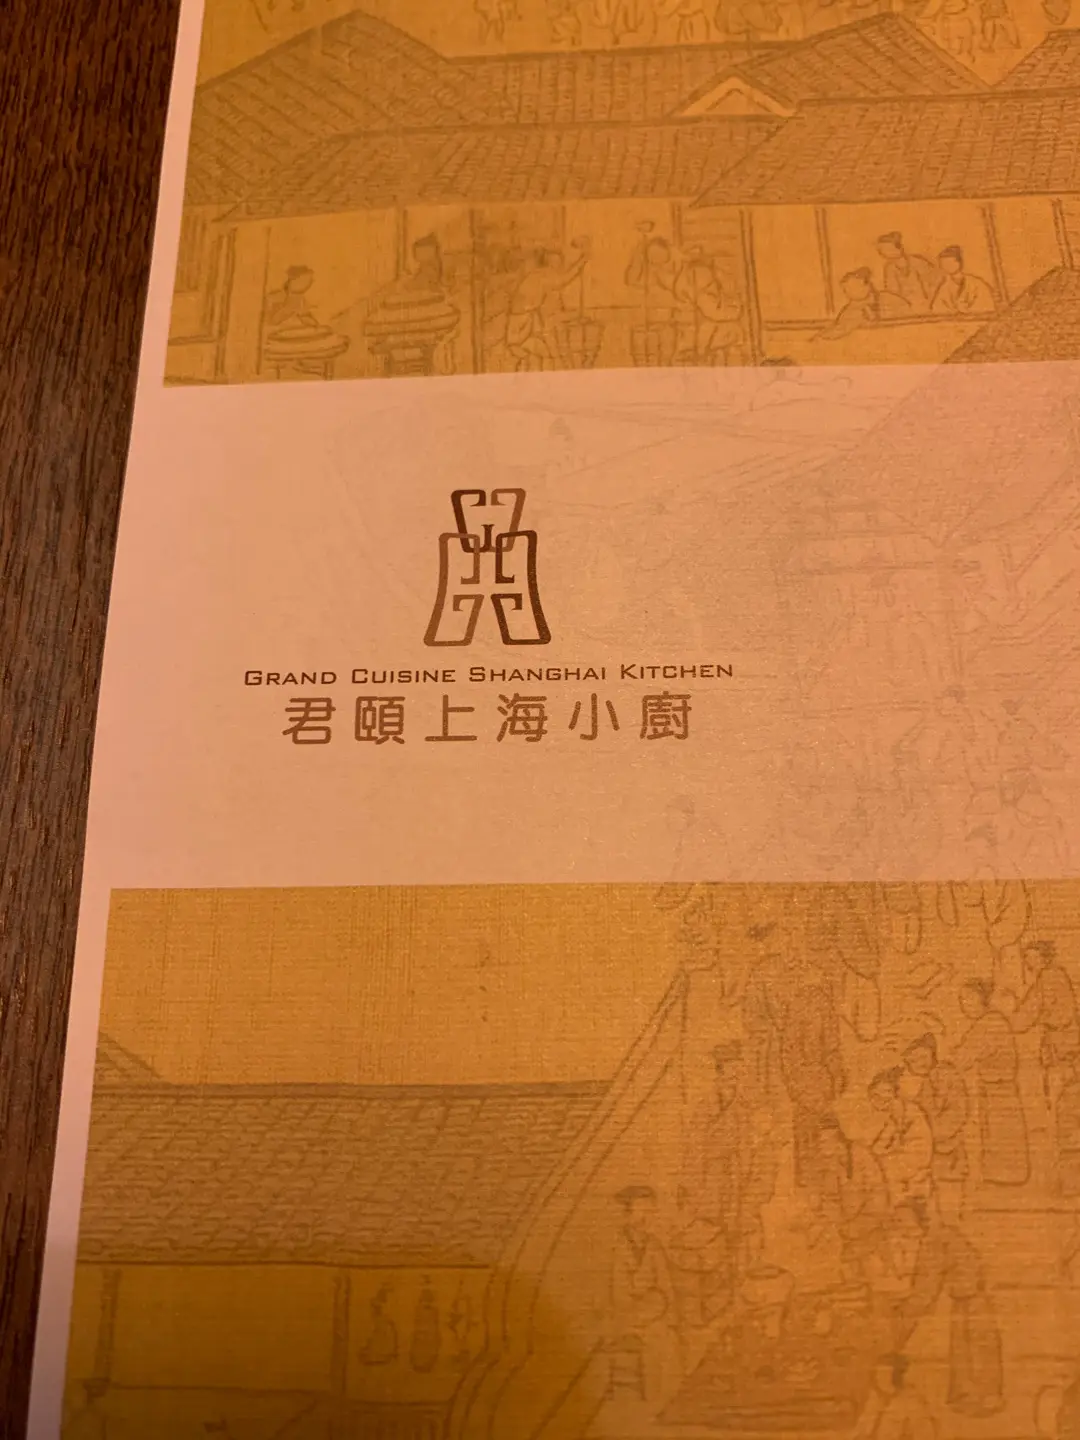 GRAND CUISINE SHANGHAI KITCHEN
君頤上海小廚